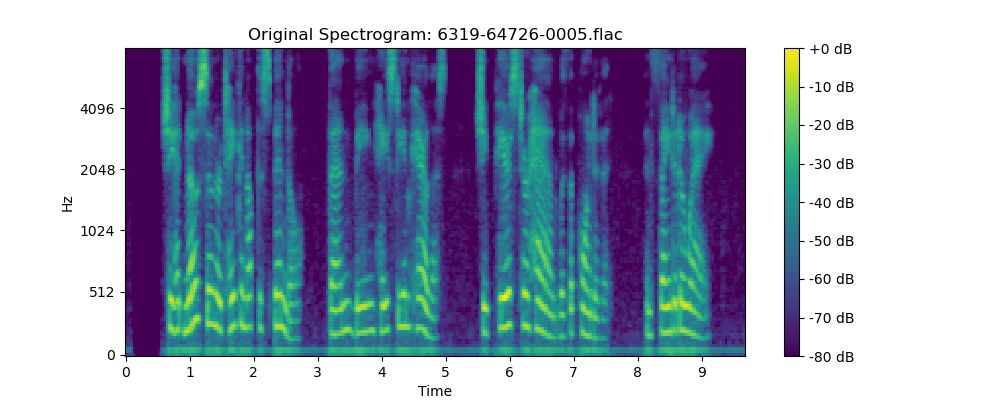 Original Spectrogram: 6319-64726-0005.flac
Hz
4096
2048
1024
512
0
0 1 2 3 4 5 6 7 8 9
Time
+0 dB
-10 dB
-20 dB
-30 dB
-40 dB
-50 dB
-60 dB
-70 dB
-80 dB